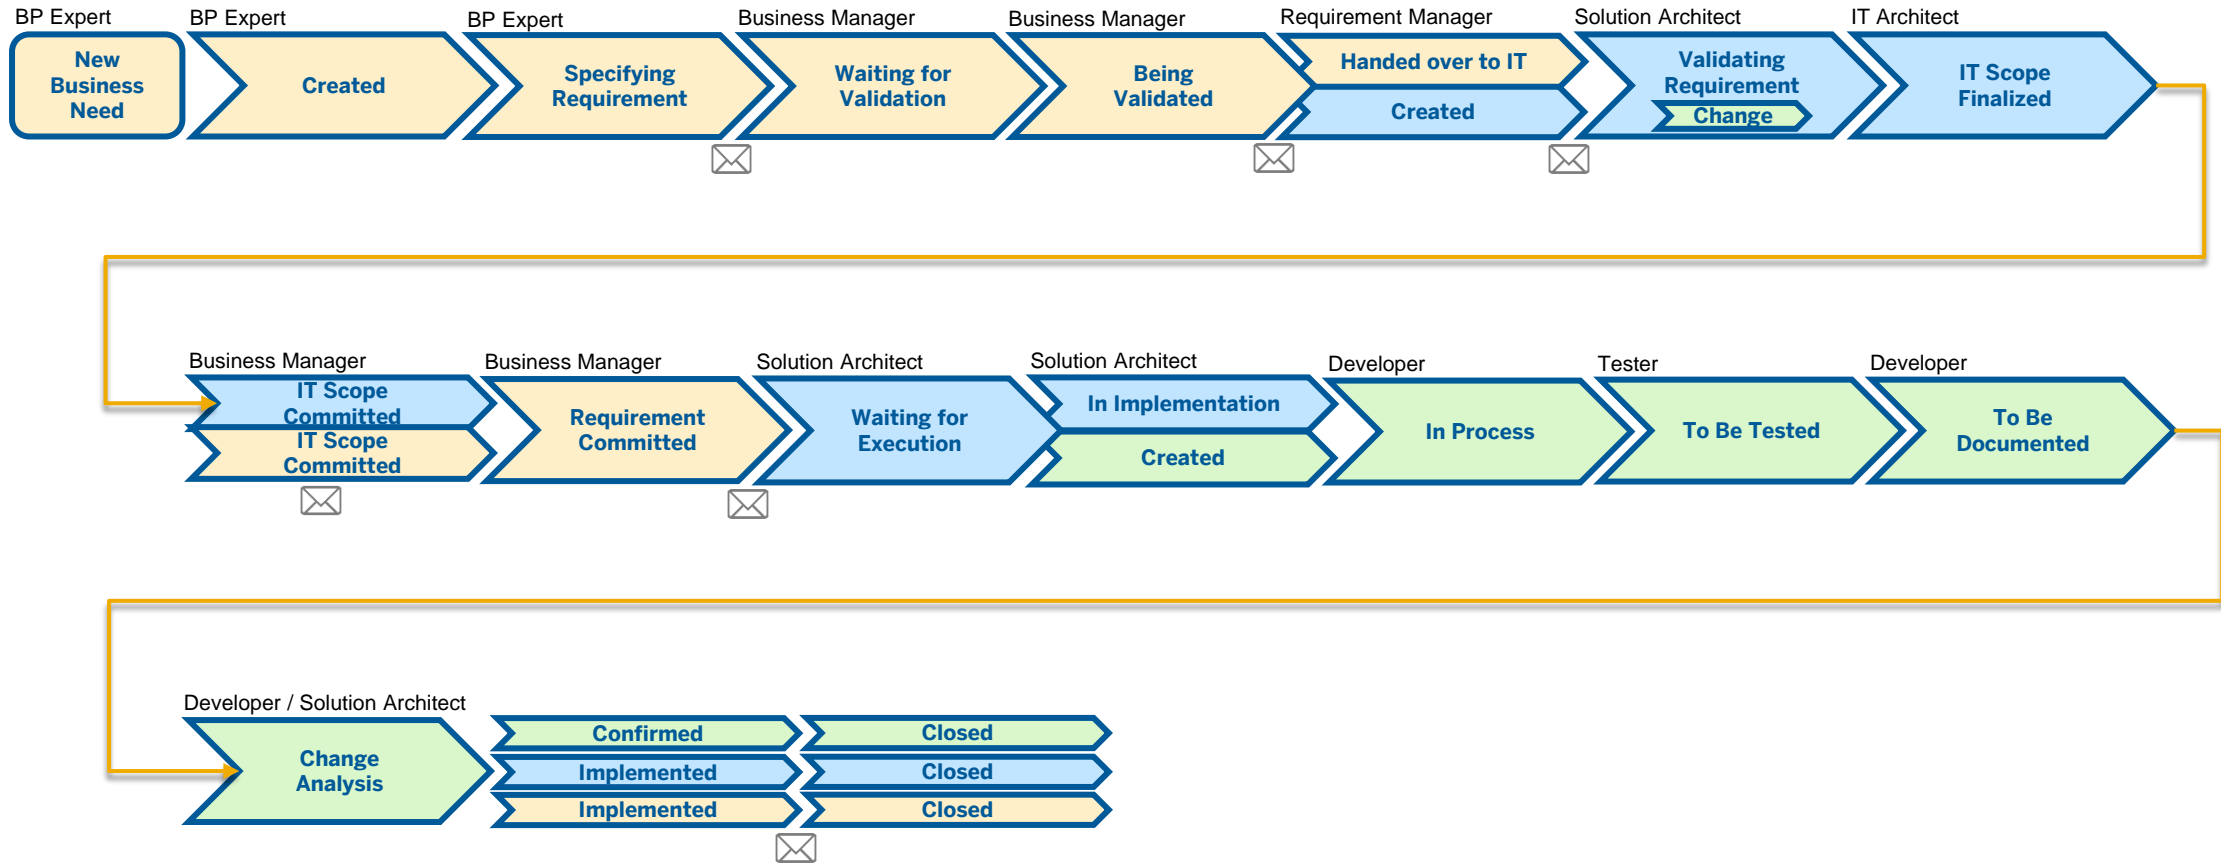 BP Expert
BP Expert
BP Expert
Business Manager
Business Manager
Requirement Manager
Solution Architect
IT Architect
New
Business
Need
Created
Specifying
Requirement
Waiting for
Validation
Being
Validated
Handed over to IT
Created
Validating
Requirement
Change
IT Scope
Finalized
Business Manager
Business Manager
Solution Architect
Solution Architect
Developer
Tester
Developer
IT Scope
Committed
IT Scope
Committed
Requirement
Committed
Waiting for
Execution
In Implementation
Created
In Process
To Be Tested
To Be
Documented
Developer / Solution Architect
Change
Analysis
Confirmed
Closed
Implemented
Closed
Implemented
Closed